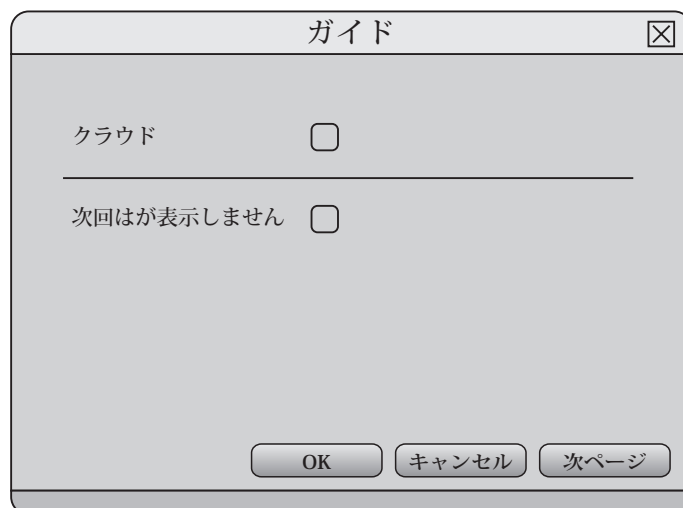 ガイド
クラウド
次回はが表示しません
OK
キャンセル
次ページ